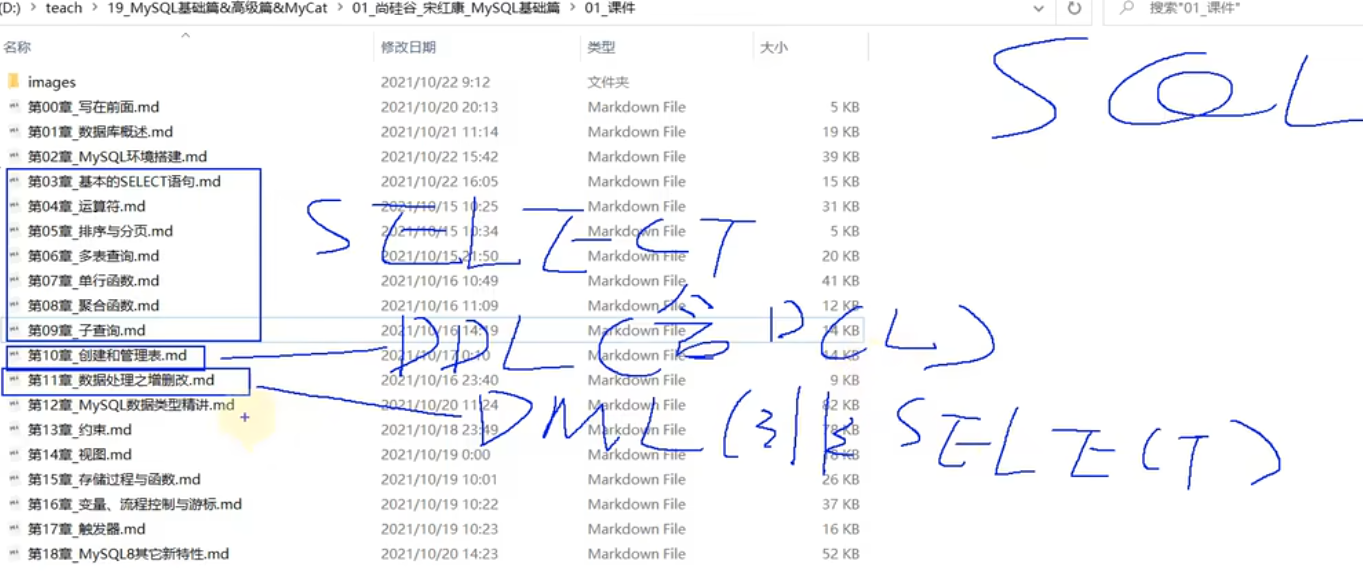 (D:) > teach > 19_MySQL基础篇&高级篇&MyCat > 01_尚硅谷_宋红康_MySQL基础篇 > 01_课件
搜索"01_课件"
名称 修改日期 类型 大小
SQL
images 2021/10/22 9:12 文件夹
第00章_写在前面.md 2021/10/20 20:13 Markdown File 5 KB
第01章_数据库概述.md 2021/10/21 11:14 Markdown File 19 KB
第02章_MySQL环境搭建.md 2021/10/22 15:42 Markdown File 39 KB
第03章_基本的SELECT语句.md 2021/10/22 16:05 Markdown File 15 KB
第04章_运算符.md 2021/10/15 10:25 Markdown File 31 KB
第05章_排序与分页.md 2021/10/15 10:34 Markdown File 5 KB
SELECT
第06章_多表查询.md 2021/10/15 21:50 Markdown File 20 KB
第07章_单行函数.md 2021/10/16 10:49 Markdown File 41 KB
第08章_聚合函数.md 2021/10/16 11:09 Markdown File 12 KB
第09章_子查询.md 2021/10/16 14:19 Markdown File 14 KB
DDL(含DCL)
第10章_创建和管理表.md 2021/10/17 0:10 Markdown File 14 KB
第11章_数据处理之增删改.md 2021/10/16 23:40 Markdown File 9 KB
第12章_MySQL数据类型精讲.md 2021/10/20 11:24 Markdown File 82 KB
DML( SELECT)
第13章_约束.md 2021/10/18 23:49 Markdown File 78 KB
第14章_视图.md 2021/10/19 0:00 Markdown File 18 KB
第15章_存储过程与函数.md 2021/10/19 10:01 Markdown File 26 KB
第16章_变量、流程控制与游标.md 2021/10/19 10:22 Markdown File 37 KB
第17章_触发器.md 2021/10/19 10:23 Markdown File 16 KB
第18章_MySQL8其它新特性.md 2021/10/20 14:23 Markdown File 52 KB